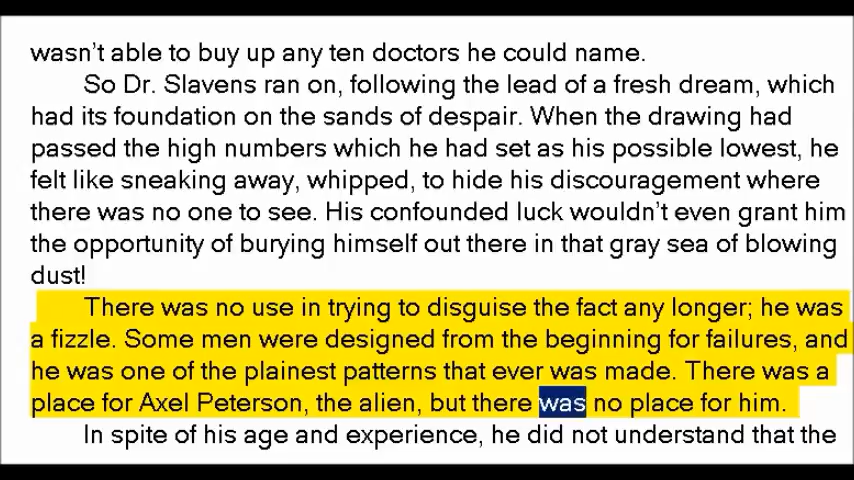 wasn't able to buy up any ten doctors he could name.
So Dr. Slavens ran on, following the lead of a fresh dream, which
had its foundation on the sands of despair. When the drawing had
passed the high numbers which he had set as his possible lowest, he
felt like sneaking away, whipped, to hide his discouragement where
there was no one to see. His confounded luck wouldn't even grant him
the opportunity of burying himself out there in that gray sea of blowing
dust!
There was no use in trying to disguise the fact any longer; he was
a fizzle. Some men were designed from the beginning for failures, and
he was one of the plainest patterns that ever was made. There was a
place for Axel Peterson, the alien, but there was no place for him.
In spite of his age and experience, he did not understand that the